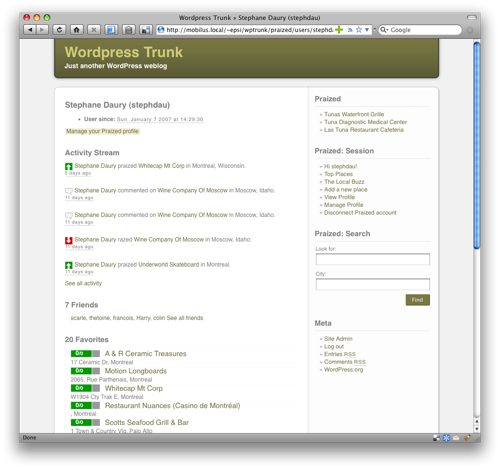 Wordpress Trunk » Stephane Daury (stephdau)
http://mobilus.local/~epsi/wptrunk/praized/users/stephd
Google
Wordpress Trunk
Just another WordPress weblog
Stephane Daury (stephdau)
User since: Sun, January 7 2007 at 14:29:30
Manage your Praized profile
Activity Stream
Stephane Daury praized Whitecap Mt Corp in Montreal, Wisconsin.
5 days ago
Stephane Daury commented on Wine Company Of Moscow in Moscow, Idaho.
11 days ago
Stephane Daury commented on Wine Company Of Moscow in Moscow, Idaho.
11 days ago
Stephane Daury razed Wine Company Of Moscow in Moscow, Idaho.
11 days ago
Stephane Daury praized Underworld Skateboard in Montreal.
11 days ago
See all activity
7 Friends
scarle, thetoine, francois, Harry, colin See all friends
20 Favorites
A & R Ceramic Treasures
17 Ceramic Dr, Montreal
Motion Longboards
2065, Rue Parthenais, Montreal
Whitecap Mt Corp
W1904 Cty Trak E, Montreal
Restaurant Nuances (Casino de Montréal)
, Montreal
Scotts Seafood Grill & Bar
1 Town & Country Vlg, Palo Alto
Praized
» Tunas Waterfront Grille
» Tuna Diagnostic Medical Center
» Las Tuna Restaurant Cafeteria
Praized: Session
» Hi stephdau!
» Top Places
» The Local Buzz
» Add a new place
» View Profile
» Manage Profile
» Disconnect Praized account
Praized: Search
Look for:
City:
Find
Meta
» Site Admin
» Log out
» Entries RSS
» Comments RSS
» WordPress.org
Done